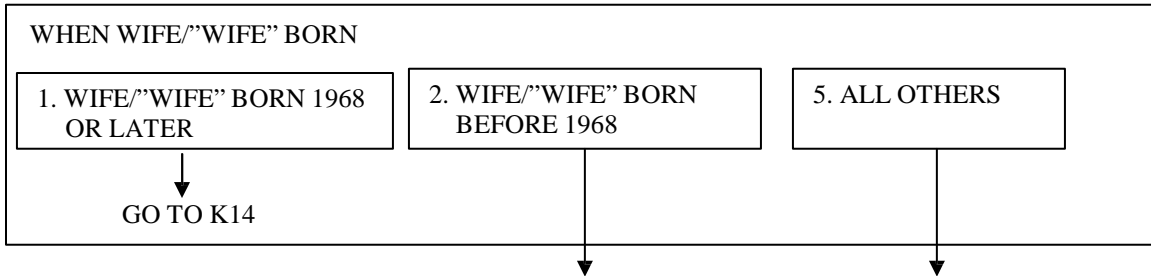 WHEN WIFE/”WIFE” BORN
1. WIFE/”WIFE” BORN 1968
OR LATER
2. WIFE/”WIFE” BORN
BEFORE 1968
5. ALL OTHERS
GO TO K14